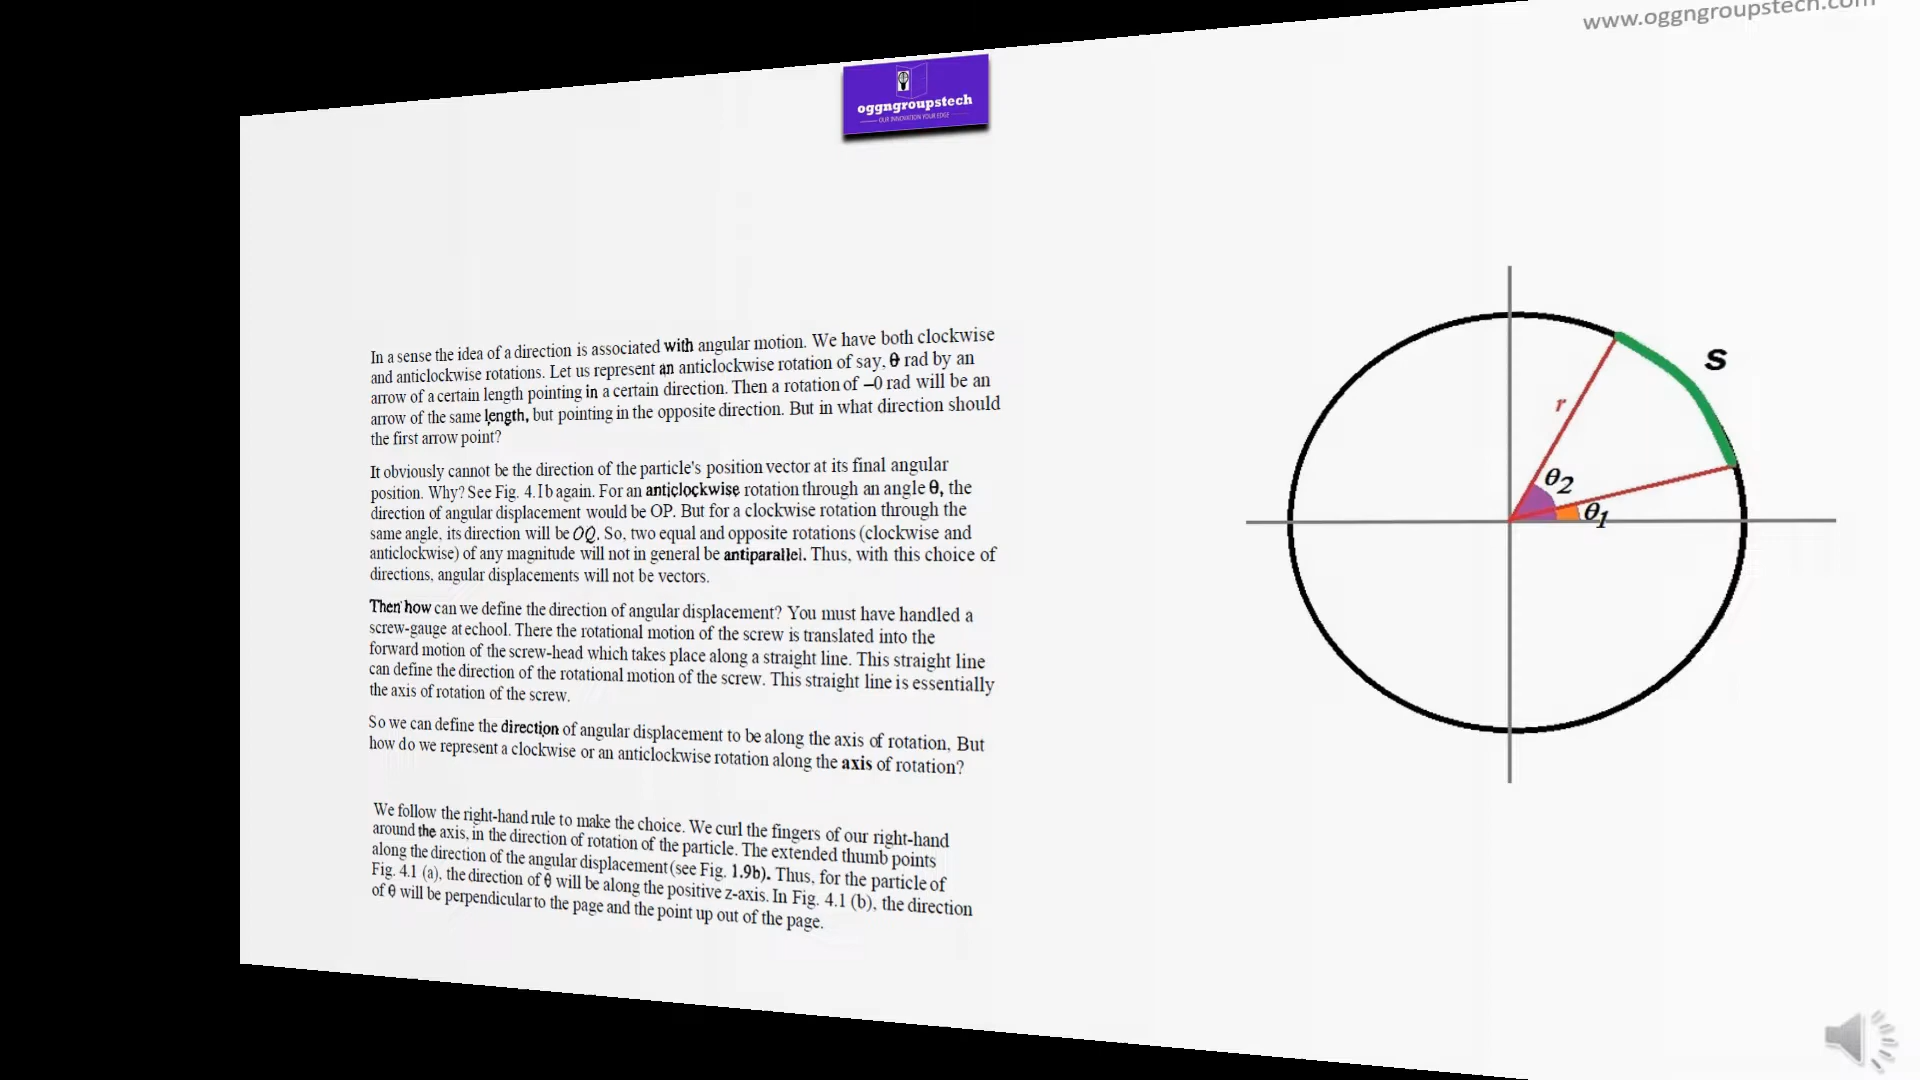 www.oggngroupstech.com
oggngroupstech
OUR INNOVATION YOUR EDGE
In a sense the idea of a direction is associated with angular motion. We have both clockwise
and anticlockwise rotations. Let us represent an anticlockwise rotation of say, θ rad by an
arrow of a certain length pointing in a certain direction. Then a rotation of –0 rad will be an
arrow of the same length, but pointing in the opposite direction. But in what direction should
the first arrow point?
It obviously cannot be the direction of the particle's position vector at its final angular
position. Why? See Fig. 4.Ib again. For an anticlockwise rotation through an angle θ, the
direction of angular displacement would be OP. But for a clockwise rotation through the
same angle, its direction will be OQ. So, two equal and opposite rotations (clockwise and
anticlockwise) of any magnitude will not in general be antiparallel. Thus, with this choice of
directions, angular displacements will not be vectors.
Then how can we define the direction of angular displacement? You must have handled a
screw-gauge at echool. There the rotational motion of the screw is translated into the
forward motion of the screw-head which takes place along a straight line. This straight line
can define the direction of the rotational motion of the screw. This straight line is essentially
the axis of rotation of the screw.
So we can define the direction of angular displacement to be along the axis of rotation, But
how do we represent a clockwise or an anticlockwise rotation along the axis of rotation?
We follow the right-hand rule to make the choice. We curl the fingers of our right-hand
around the axis, in the direction of rotation of the particle. The extended thumb points
along the direction of the angular displacement (see Fig. 1.9b). Thus, for the particle of
Fig. 4.1 (a), the direction of θ will be along the positive z-axis. In Fig. 4.1 (b), the direction
of θ will be perpendicular to the page and the point up out of the page.
s
r
θ2
θ1